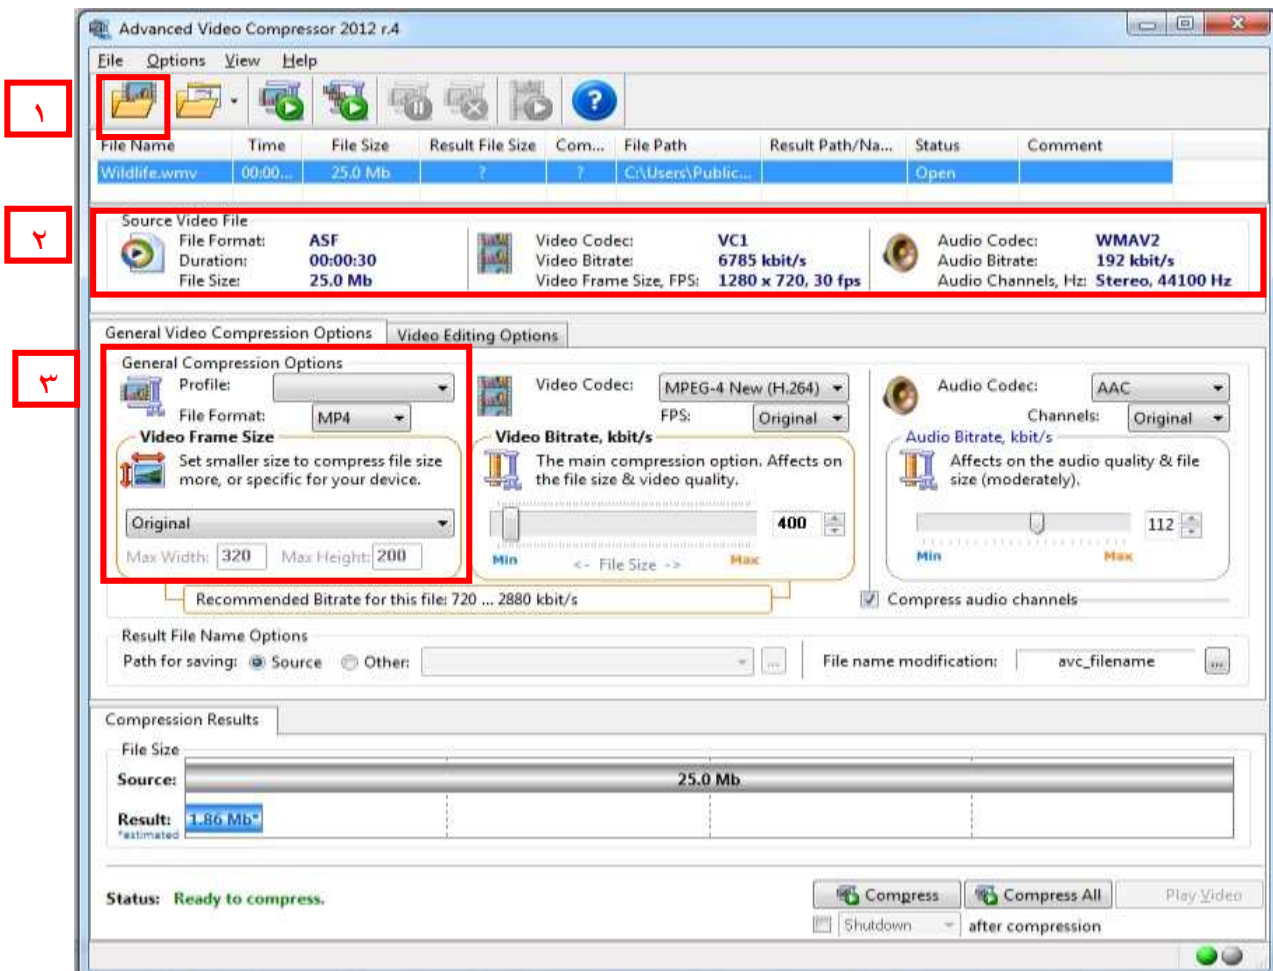 Advanced Video Compressor 2012 r.4
File Options View Help
١
File Name Time File Size Result File Size Com... File Path Result Path/Na... Status Comment
Wildlife.wmv 00:00... 25.0 Mb ? ? C:\Users\Public... Open
٢
Source Video File
File Format: ASF Video Codec: VC1 Audio Codec: WMAV2
Duration: 00:00:30 Video Bitrate: 6785 kbit/s Audio Bitrate: 192 kbit/s
File Size: 25.0 Mb Video Frame Size, FPS: 1280 x 720, 30 fps Audio Channels, Hz: Stereo, 44100 Hz
General Video Compression Options Video Editing Options
٣
General Compression Options
Profile: Video Codec: MPEG-4 New (H.264) Audio Codec: AAC
File Format: MP4 FPS: Original Channels: Original
Video Frame Size Video Bitrate, kbit/s Audio Bitrate, kbit/s
Set smaller size to compress file size The main compression option. Affects on Affects on the audio quality & file
more, or specific for your device. the file size & video quality. size (moderately).
Original 400 112
Max Width: 320 Max Height: 200 Min <- File Size -> Max Min Max
Recommended Bitrate for this file: 720 ... 2880 kbit/s Compress audio channels
Result File Name Options
Path for saving: Source Other: ... File name modification: avc_filename ...
Compression Results
File Size
Source: 25.0 Mb
Result: 1.86 Mb*
*estimated
Status: Ready to compress. Compress Compress All Play Video
Shutdown after compression